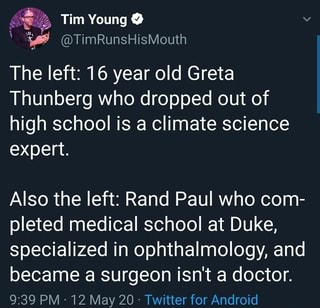 Tim Young
@TimRunsHisMouth
The left: 16 year old Greta
Thunberg who dropped out of
high school is a climate science
expert.
Also the left: Rand Paul who com-
pleted medical school at Duke,
specialized in ophthalmology, and
became a surgeon isn't a doctor.
9:39 PM · 12 May 20 · Twitter for Android